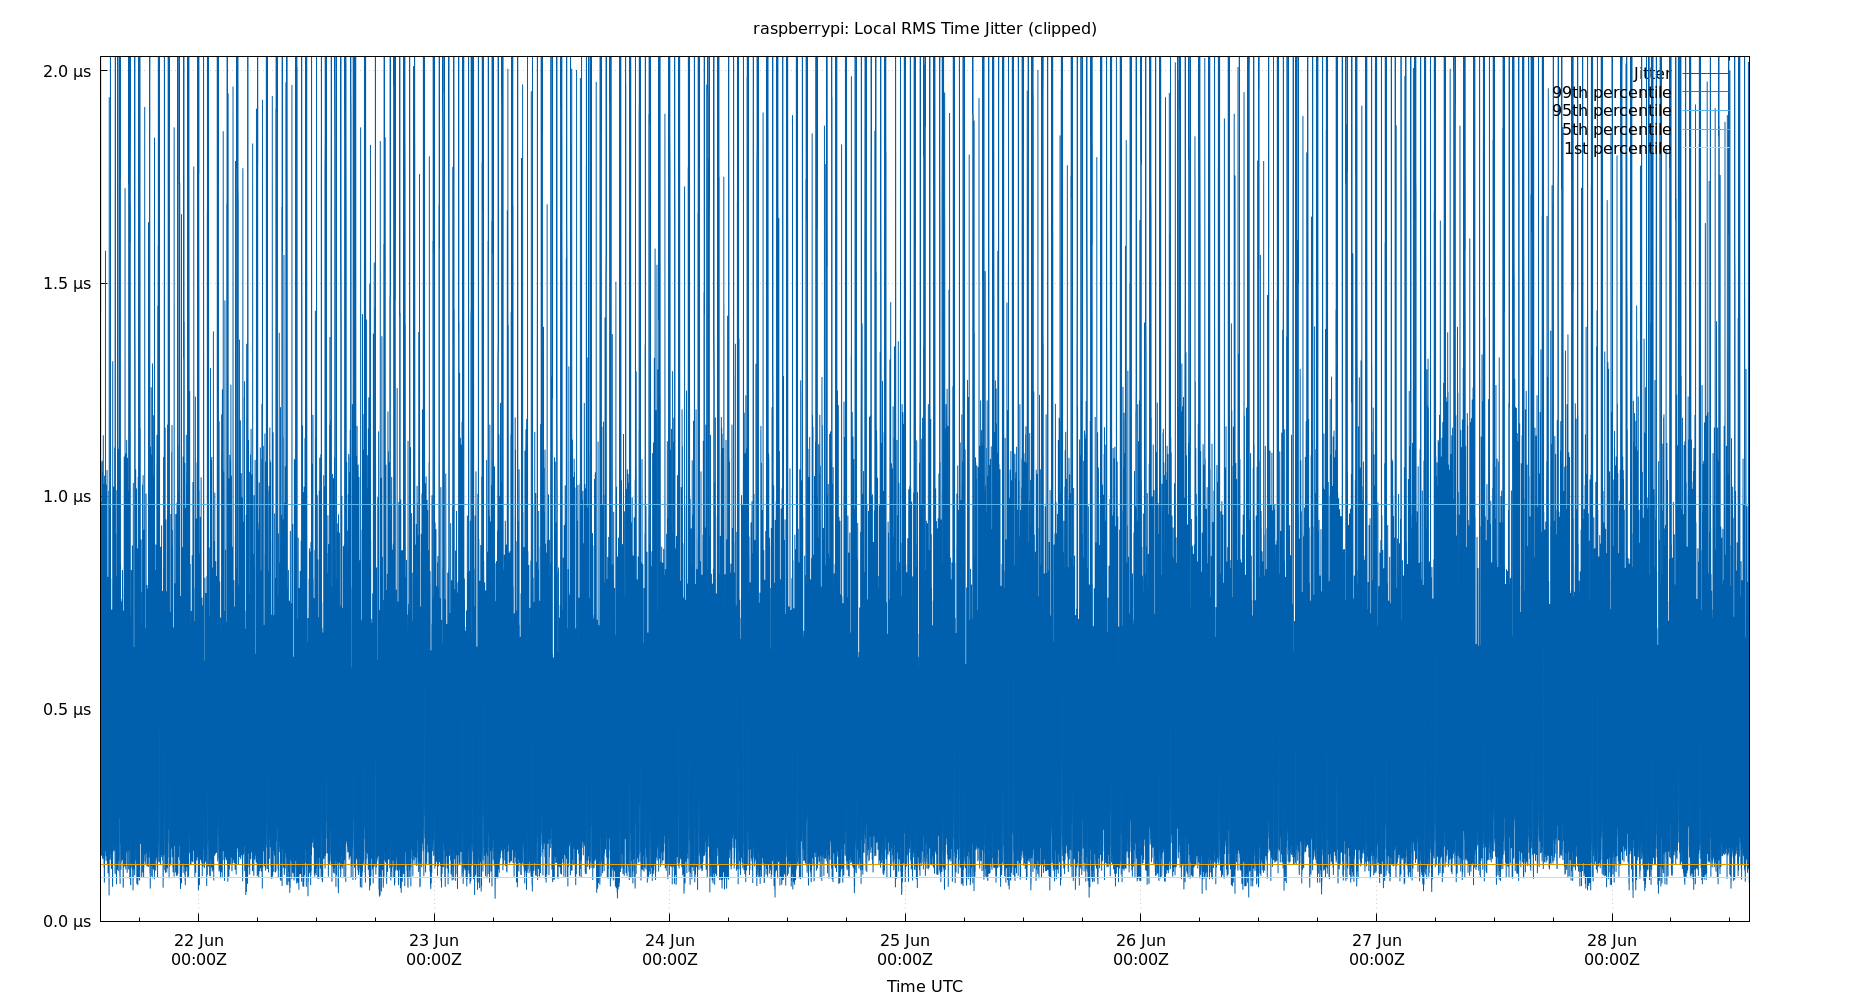 raspberrypi: Local RMS Time Jitter (clipped)
2.0 µs
1.5 µs
1.0 µs
0.5 µs
0.0 µs
Jitter
99th percentile
95th percentile
5th percentile
1st percentile
22 Jun 23 Jun 24 Jun 25 Jun 26 Jun 27 Jun 28 Jun
00:00Z 00:00Z 00:00Z 00:00Z 00:00Z 00:00Z 00:00Z
Time UTC